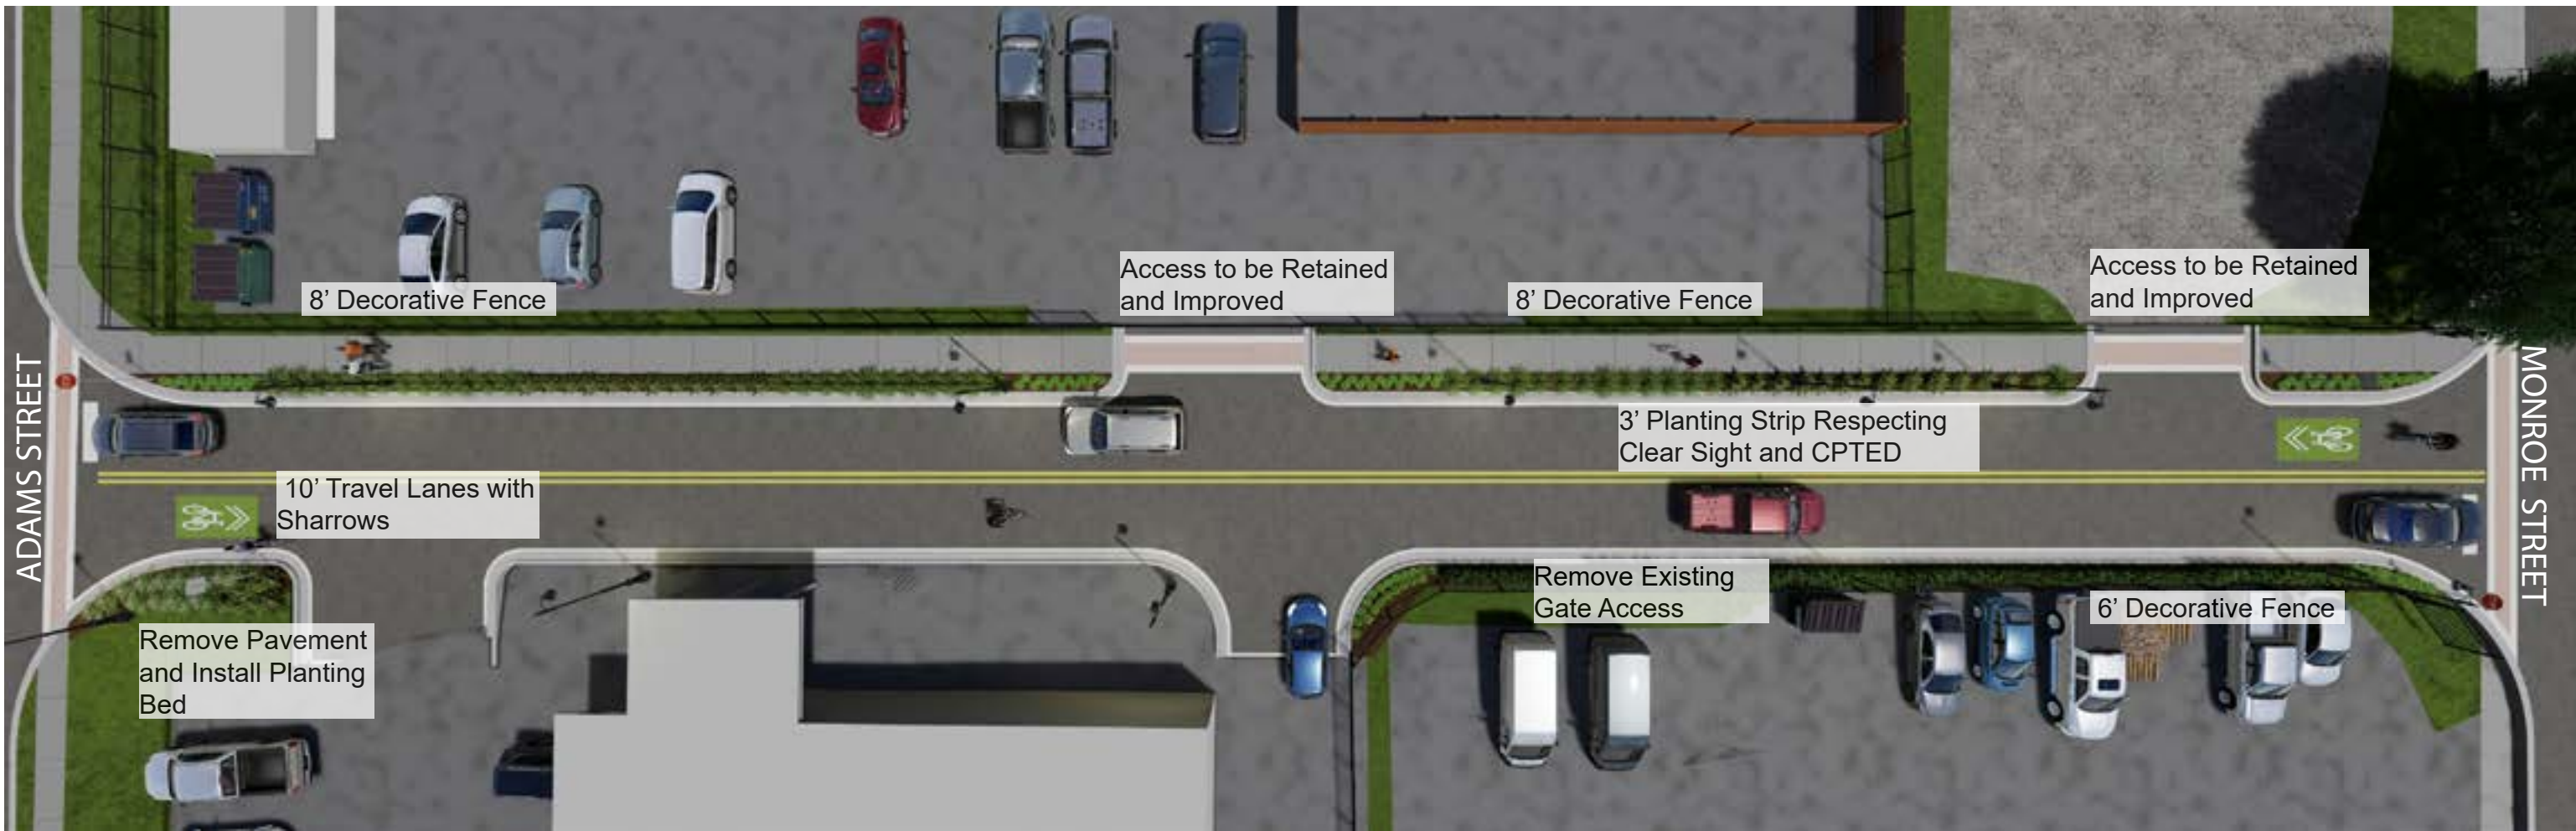 Access to be Retained
and Improved
Access to be Retained
and Improved
8’ Decorative Fence
8’ Decorative Fence
ADAMS STREET
MONROE STREET
3’ Planting Strip Respecting
Clear Sight and CPTED
10’ Travel Lanes with
Sharrows
Remove Existing
Gate Access
6’ Decorative Fence
Remove Pavement
and Install Planting
Bed